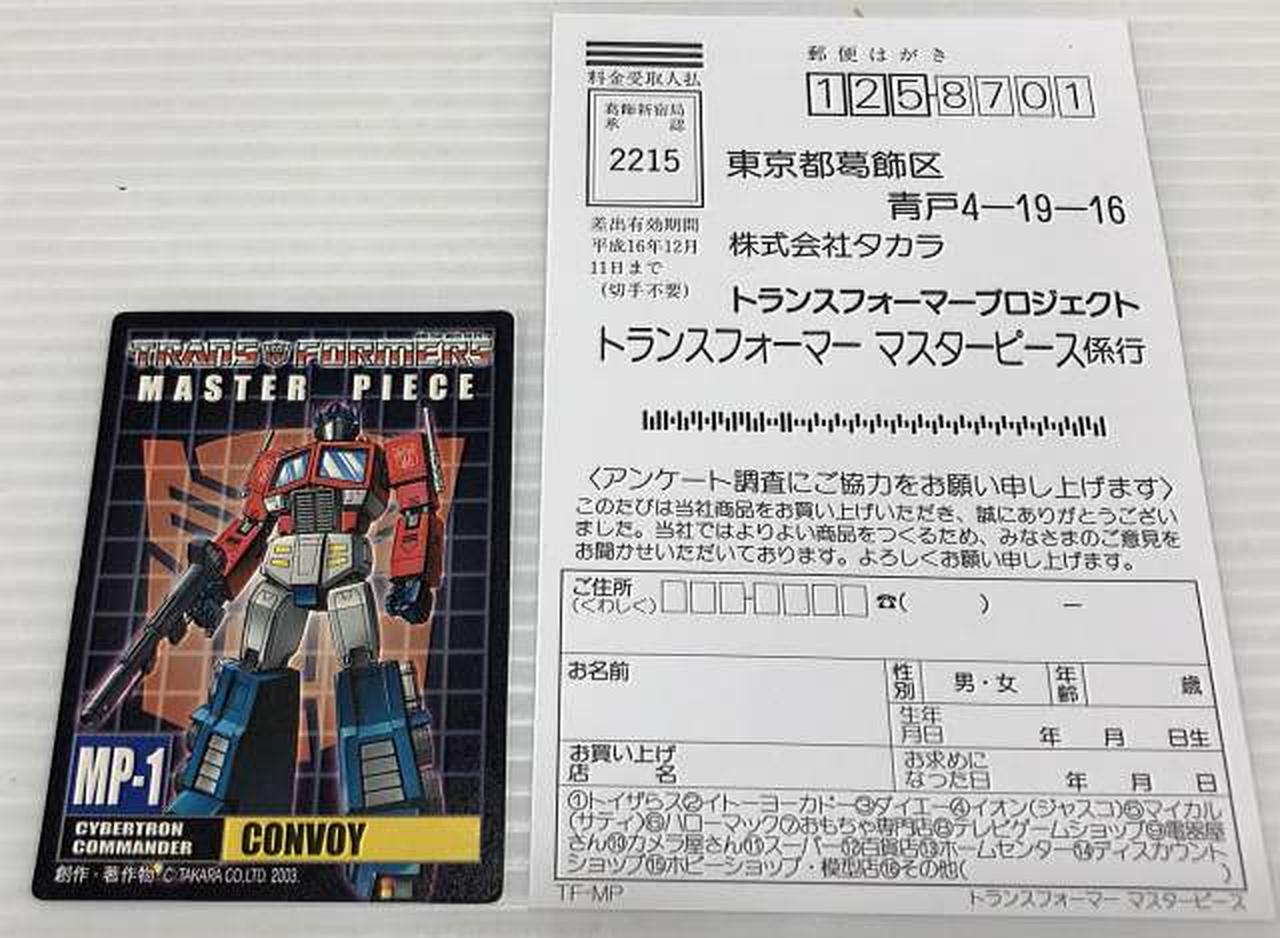 TRANSFORMERS
MASTER PIECE
MP-1
CYBERTRON
COMMANDER
CONVOY
創作・著作物 © TAKARA CO.,LTD. 2003.
郵便はがき
125-8701
料金受取人払
葛飾新宿局
承 認
2215
差出有効期間
平成16年12月
11日まで
(切手不要)
東京都葛飾区
青戸4ー19ー16
株式会社タカラ
トランスフォーマープロジェクト
トランスフォーマー マスターピース係行
〈アンケート調査にご協力をお願い申し上げます〉
このたびは当社商品をお買い上げいただき、誠にありがとうござい
ました。当社ではよりよい商品をつくるため、みなさまのご意見を
お聞かせいただいております。よろしくお願い申し上げます。
ご住所
(くわしく) ☎( ) ー
お名前
性別 男・女 年齢 歳
生年月日 年 月 日生
お買い上げ店名
お求めになった日 年 月 日
①トイザらス②イトーヨーカドー③ダイエー④イオン(ジャスコ)⑤マイカル
(サティ)⑥ハローマック⑦おもちゃ専門店⑧テレビゲームショップ⑨電器屋
さん⑩カメラ屋さん⑪スーパー⑫百貨店⑬ホームセンター⑭ディスカウント
ショップ⑮ホビーショップ・模型店⑯その他( )
TF-MP
トランスフォーマー マスターピース